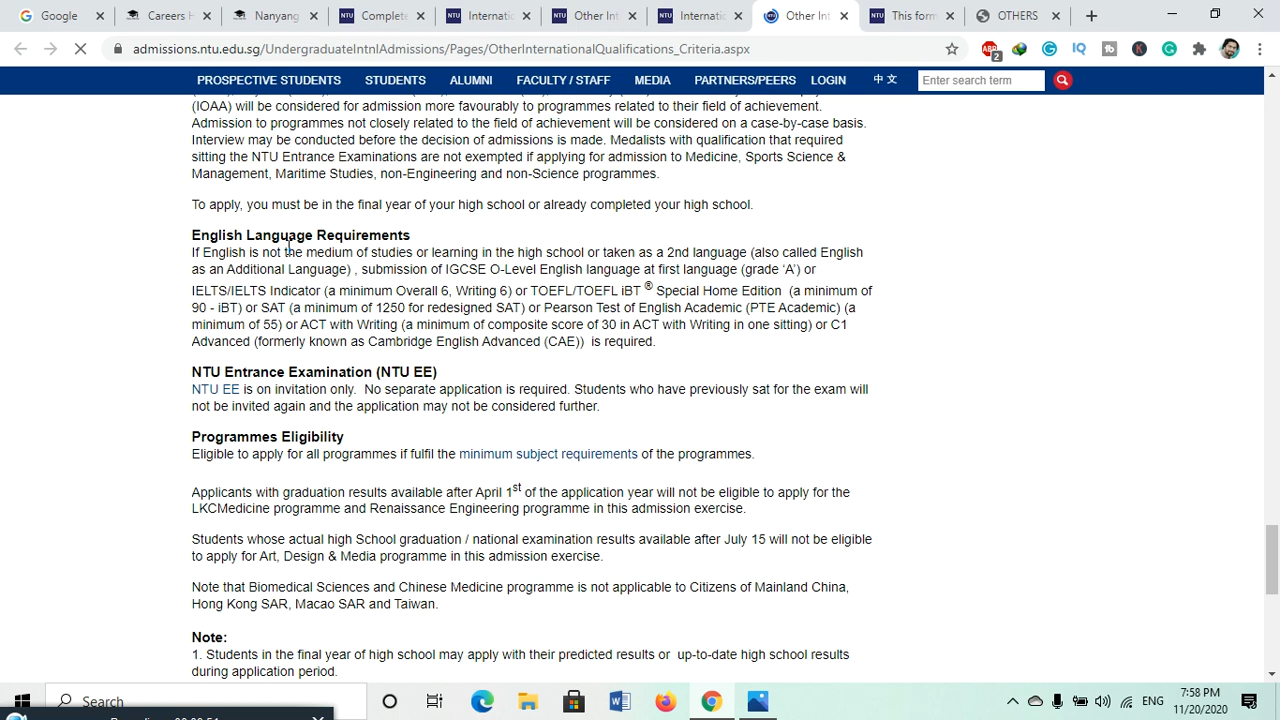 Google
Careers
Nanyang
Complete
Internatio
Other Int
Internatio
Other Int
This form
OTHERS
admissions.ntu.edu.sg/UndergraduateIntnlAdmissions/Pages/OtherInternationalQualifications_Criteria.aspx
PROSPECTIVE STUDENTS STUDENTS ALUMNI FACULTY / STAFF MEDIA PARTNERS/PEERS LOGIN 中文 Enter search term
(IOAA) will be considered for admission more favourably to programmes related to their field of achievement.
Admission to programmes not closely related to the field of achievement will be considered on a case-by-case basis.
Interview may be conducted before the decision of admissions is made. Medalists with qualification that required
sitting the NTU Entrance Examinations are not exempted if applying for admission to Medicine, Sports Science &
Management, Maritime Studies, non-Engineering and non-Science programmes.
To apply, you must be in the final year of your high school or already completed your high school.
English Language Requirements
If English is not the medium of studies or learning in the high school or taken as a 2nd language (also called English
as an Additional Language) , submission of IGCSE O-Level English language at first language (grade ‘A’) or
IELTS/IELTS Indicator (a minimum Overall 6, Writing 6) or TOEFL/TOEFL iBT ® Special Home Edition (a minimum of
90 - iBT) or SAT (a minimum of 1250 for redesigned SAT) or Pearson Test of English Academic (PTE Academic) (a
minimum of 55) or ACT with Writing (a minimum of composite score of 30 in ACT with Writing in one sitting) or C1
Advanced (formerly known as Cambridge English Advanced (CAE)) is required.
NTU Entrance Examination (NTU EE)
NTU EE is on invitation only. No separate application is required. Students who have previously sat for the exam will
not be invited again and the application may not be considered further.
Programmes Eligibility
Eligible to apply for all programmes if fulfil the minimum subject requirements of the programmes.
Applicants with graduation results available after April 1st of the application year will not be eligible to apply for the
LKCMedicine programme and Renaissance Engineering programme in this admission exercise.
Students whose actual high School graduation / national examination results available after July 15 will not be eligible
to apply for Art, Design & Media programme in this admission exercise.
Note that Biomedical Sciences and Chinese Medicine programme is not applicable to Citizens of Mainland China,
Hong Kong SAR, Macao SAR and Taiwan.
Note:
1. Students in the final year of high school may apply with their predicted results or up-to-date high school results
during application period.
Search
ENG
7:58 PM
11/20/2020